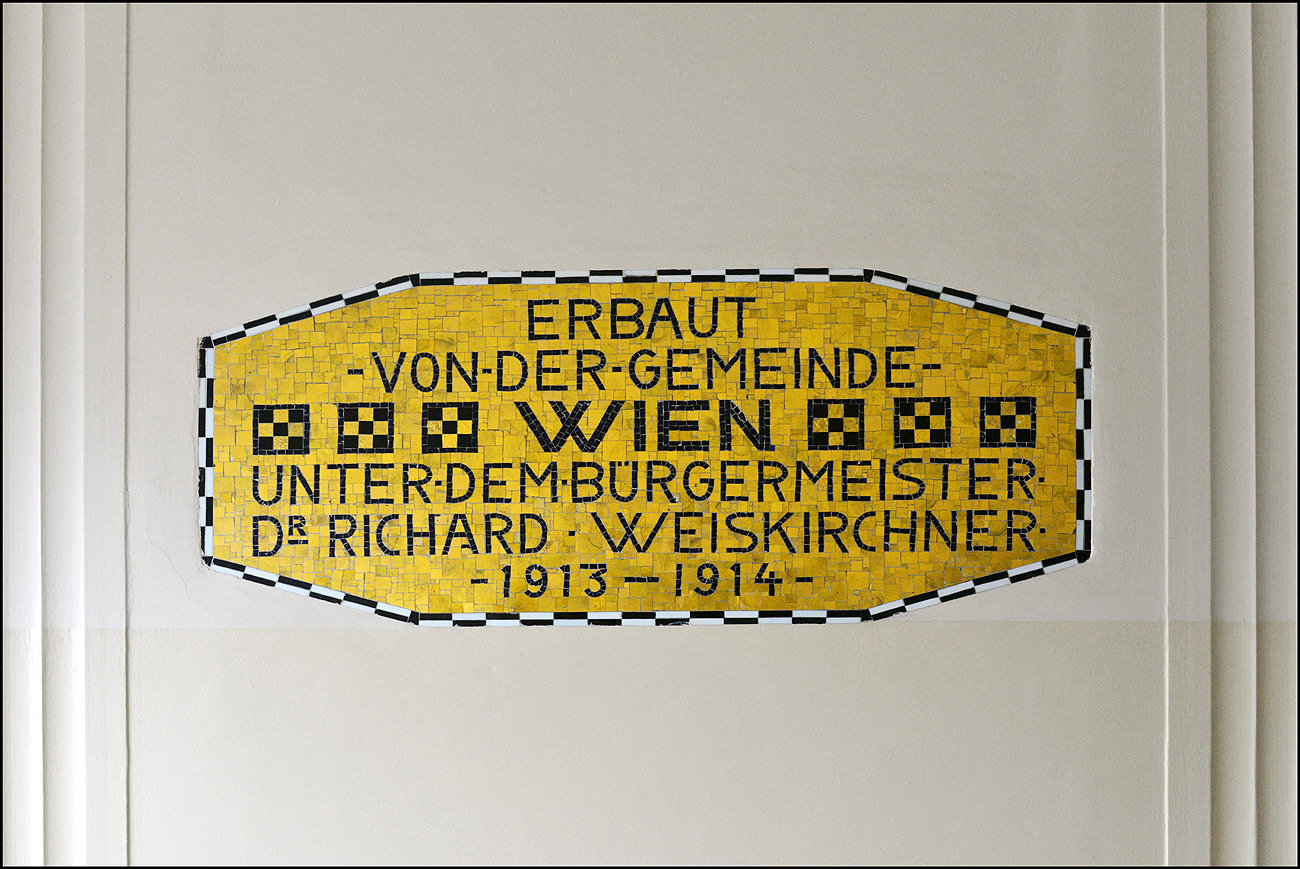 ERBAUT
-VON-DER-GEMEINDE-
WIEN
UNTER·DEM·BÜRGERMEISTER·
DR RICHARD · WEISKIRCHNER·
-1913-1914-